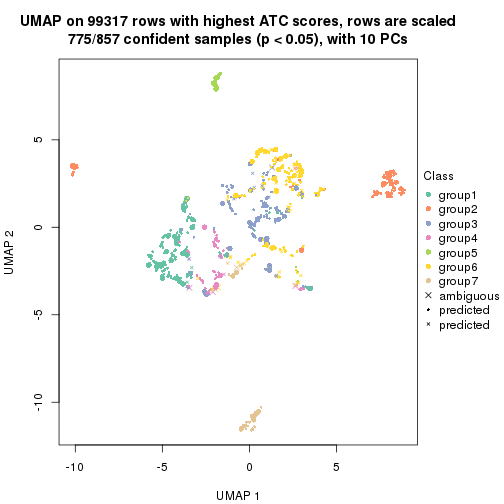 UMAP on 99317 rows with highest ATC scores, rows are scaled
775/857 confident samples (p < 0.05), with 10 PCs
5
0
-5
-10
UMAP 2
-10
-5
0
5
UMAP 1
Class
group1
group2
group3
group4
group5
group6
group7
ambiguous
predicted
predicted